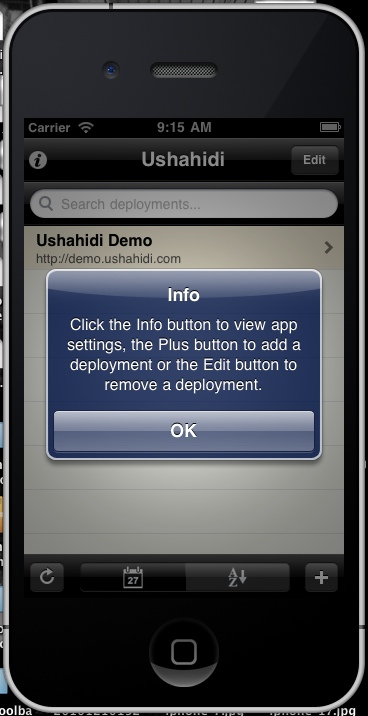 Carrier 9:15 AM
Ushahidi Edit
Search deployments...
Ushahidi Demo
http://demo.ushahidi.com
Info
Click the Info button to view app
settings, the Plus button to add a
deployment or the Edit button to
remove a deployment.
OK
27 A
Z
+